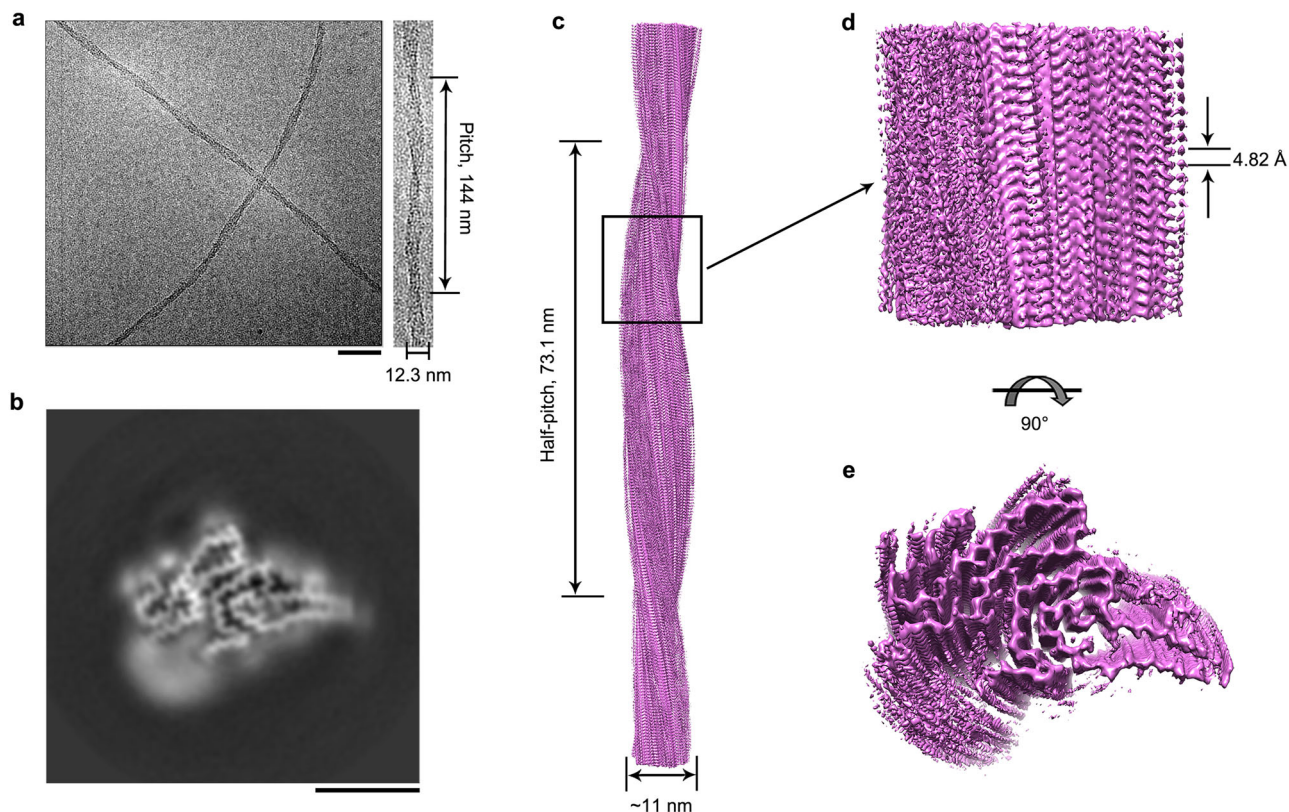 a
Pitch, 144 nm
12.3 nm
b
c
Half-pitch, 73.1 nm
~11 nm
d
4.82 Å
90°
e